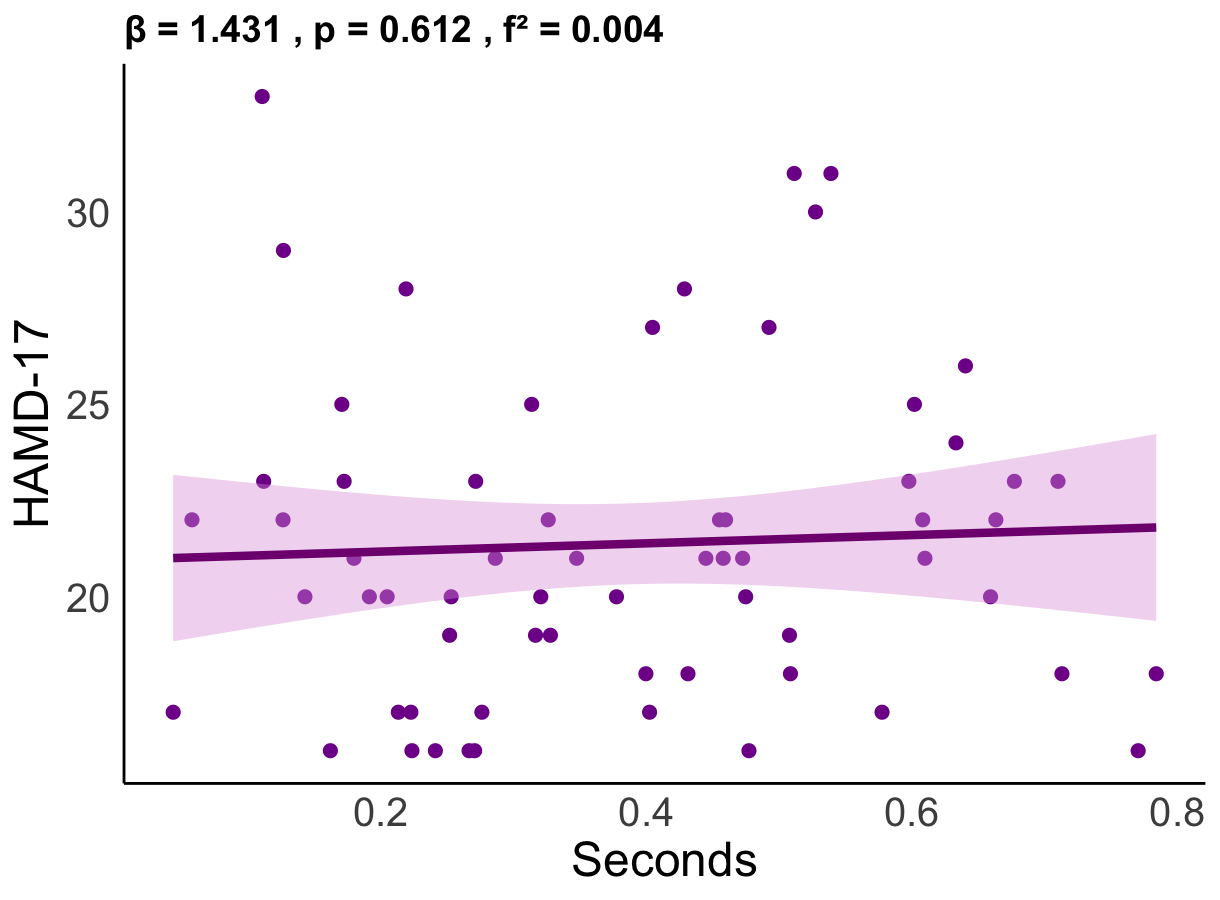 β = 1.431 , p = 0.612 , f² = 0.004
HAMD-17
30
25
20
0.2 0.4 0.6 0.8
Seconds